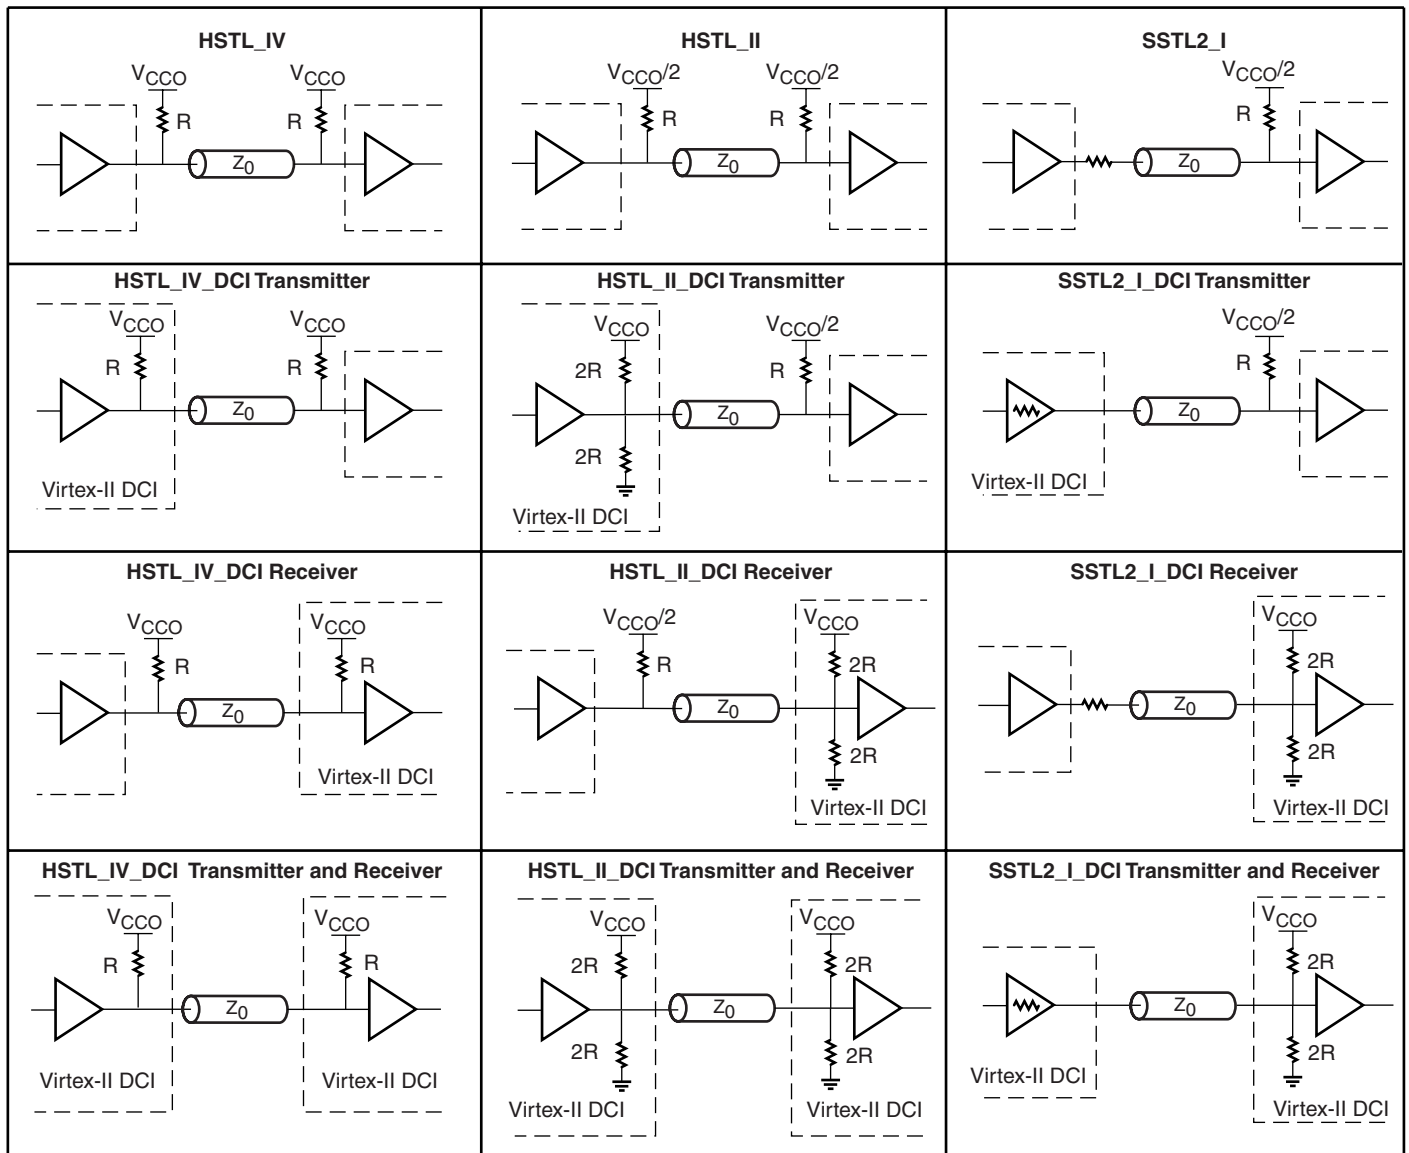 HSTL_IV
VCCO VCCO
R R
Z0
HSTL_II
VCCO/2 VCCO/2
R R
Z0
SSTL2_I
VCCO/2
R
Z0
HSTL_IV_DCI Transmitter
VCCO VCCO
R R
Z0
Virtex-II DCI
HSTL_II_DCI Transmitter
VCCO VCCO/2
2R R
Z0
2R
Virtex-II DCI
SSTL2_I_DCI Transmitter
VCCO/2
R
Z0
Virtex-II DCI
HSTL_IV_DCI Receiver
VCCO VCCO
R R
Z0
Virtex-II DCI
HSTL_II_DCI Receiver
VCCO/2 VCCO
R 2R
Z0
2R
Virtex-II DCI
SSTL2_I_DCI Receiver
VCCO
2R
Z0
2R
Virtex-II DCI
HSTL_IV_DCI Transmitter and Receiver
VCCO VCCO
R R
Z0
Virtex-II DCI Virtex-II DCI
HSTL_II_DCI Transmitter and Receiver
VCCO VCCO
2R 2R
Z0
2R 2R
Virtex-II DCI Virtex-II DCI
SSTL2_I_DCI Transmitter and Receiver
VCCO
2R
Z0
2R
Virtex-II DCI
Virtex-II DCI